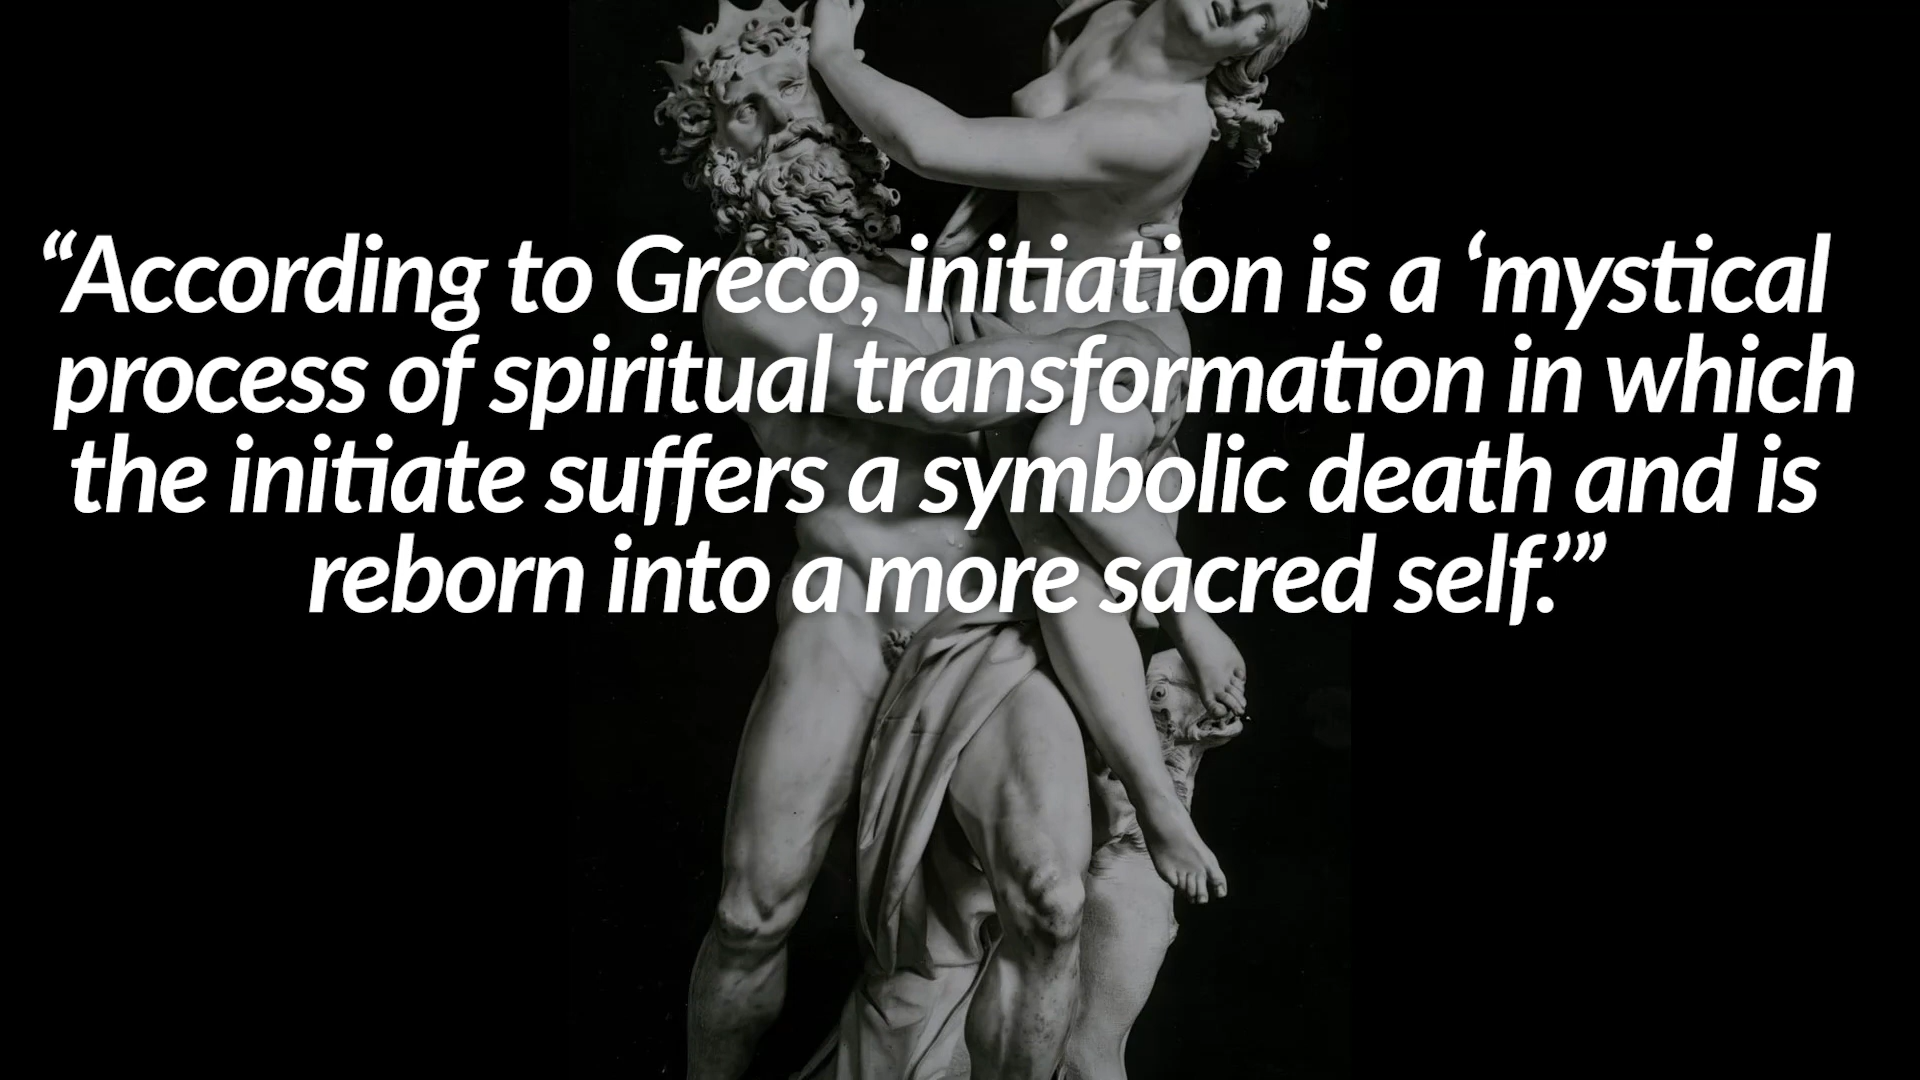 “According to Greco, initiation is a ‘mystical
process of spiritual transformation in which
the initiate suffers a symbolic death and is
reborn into a more sacred self.’”